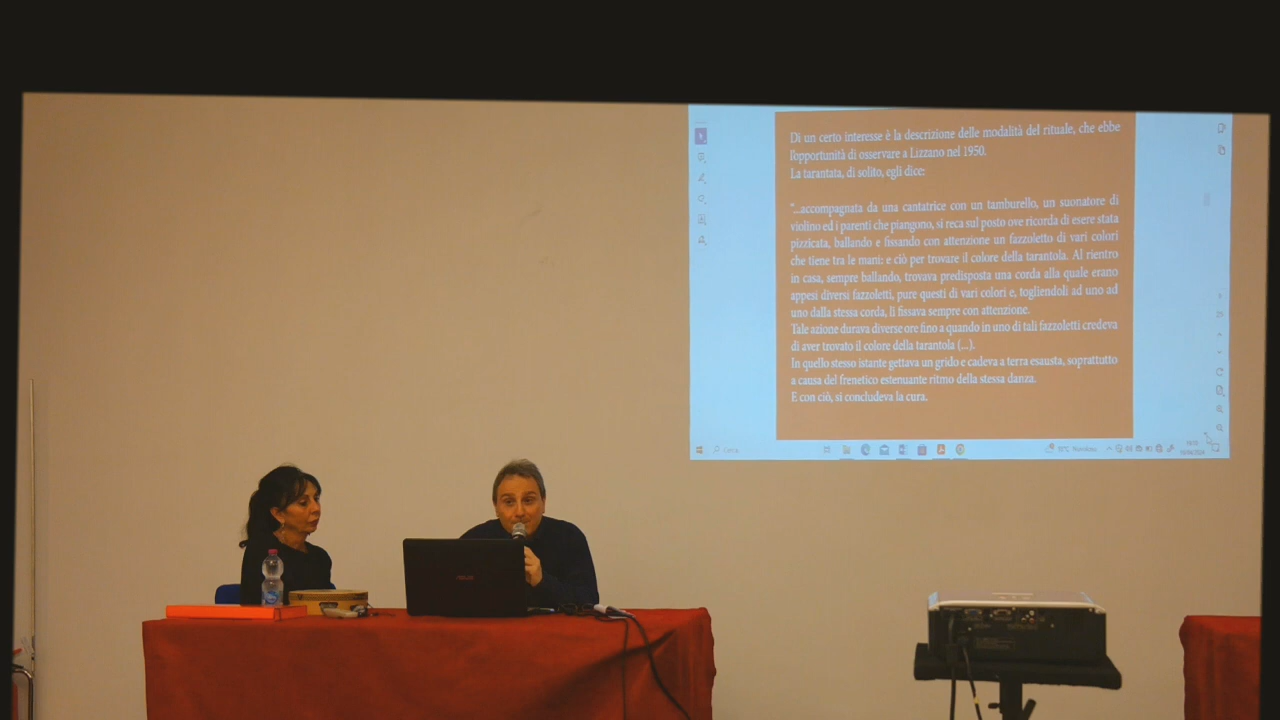 Di un certo interesse è la descrizione delle modalità del rituale, che ebbe
l'opportunità di osservare a Lizzano nel 1950.
La tarantata, di solito, egli dice:
"...accompagnata da una cantatrice con un tamburello, un suonatore di
violino ed i parenti che piangono, si reca sul posto ove ricorda di esere stata
pizzicata, ballando e fissando con attenzione un fazzoletto di vari colori
che tiene tra le mani: e ciò per trovare il colore della tarantola. Al rientro
in casa, sempre ballando, trovava predisposta una corda alla quale erano
appesi diversi fazzoletti, pure questi di vari colori e, togliendoli ad uno ad
uno dalla stessa corda, li fissava sempre con attenzione.
Tale azione durava diverse ore fino a quando in uno di tali fazzoletti credeva
di aver trovato il colore della tarantola (...).
In quello stesso istante gettava un grido e cadeva a terra esausta, soprattutto
a causa del frenetico estenuante ritmo della stessa danza.
E con ciò, si concludeva la cura.
Cerca
ASUS